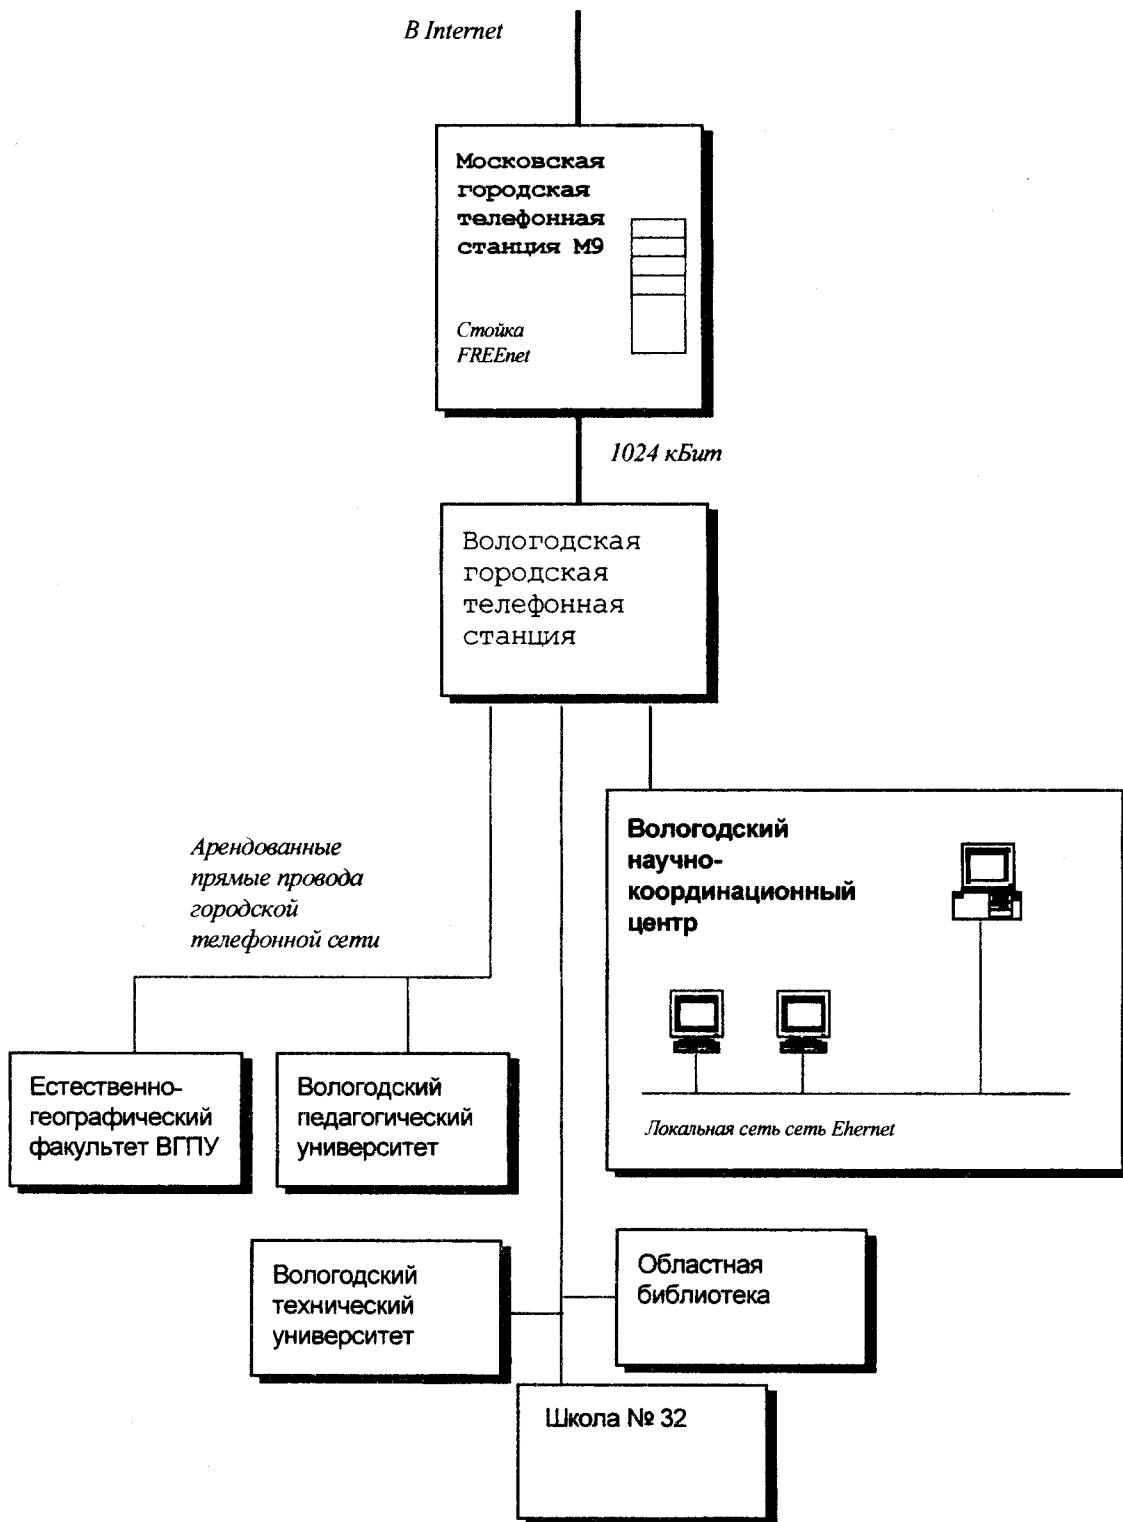 В Internet
Московская
городская
телефонная
станция М9
Стойка
FREEnet
1024 кБит
Вологодская
городская
телефонная
станция
Арендованные
прямые провода
городской
телефонной сети
Вологодский
научно-
координационный
центр
Локальная сеть сеть Ehernet
Естественно-
географический
факультет ВГПУ
Вологодский
педагогический
университет
Вологодский
технический
университет
Областная
библиотека
Школа № 32